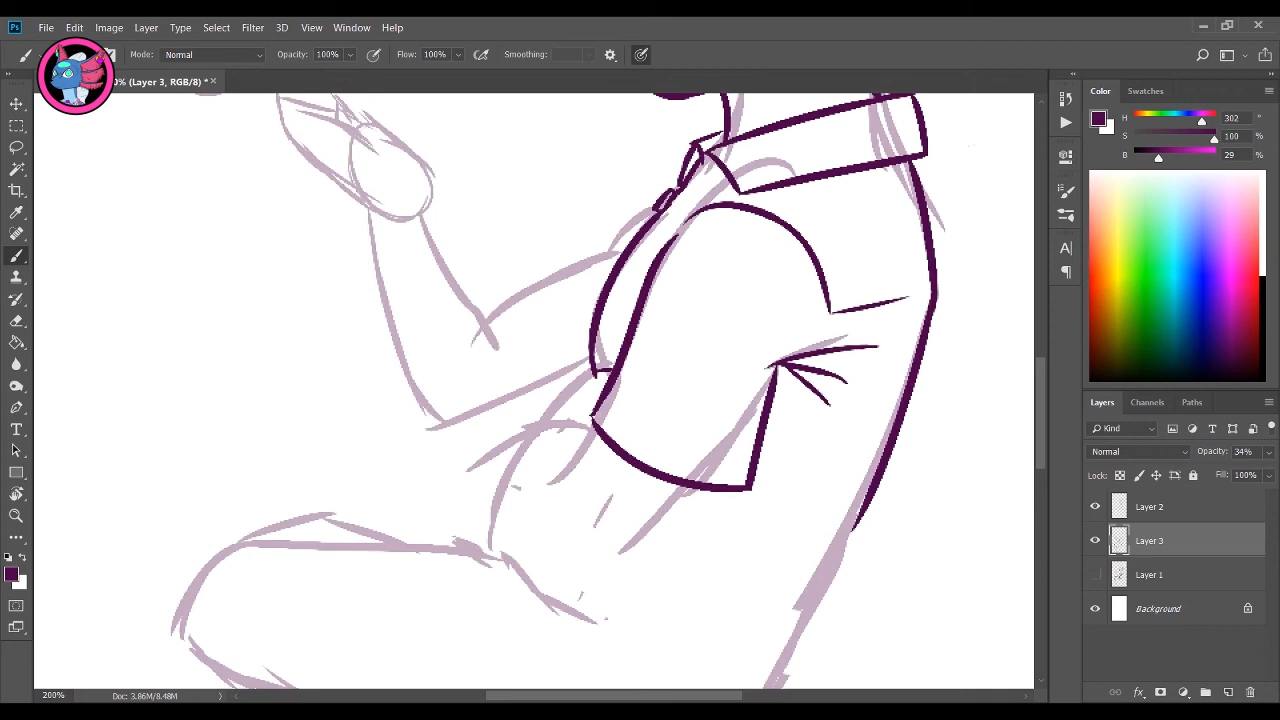 Ps File Edit Image Layer Type Select Filter 3D View Window Help
Mode: Normal Opacity: 100% Flow: 100% Smoothing:
0% (Layer 3, RGB/8) *
Color Swatches
H 302 °
S 100 %
B 29 %
Layers Channels Paths
Kind
Normal Opacity: 34%
Lock: Fill: 100%
Layer 2
Layer 3
Layer 1
Background
200% Doc: 3.86M/8.48M